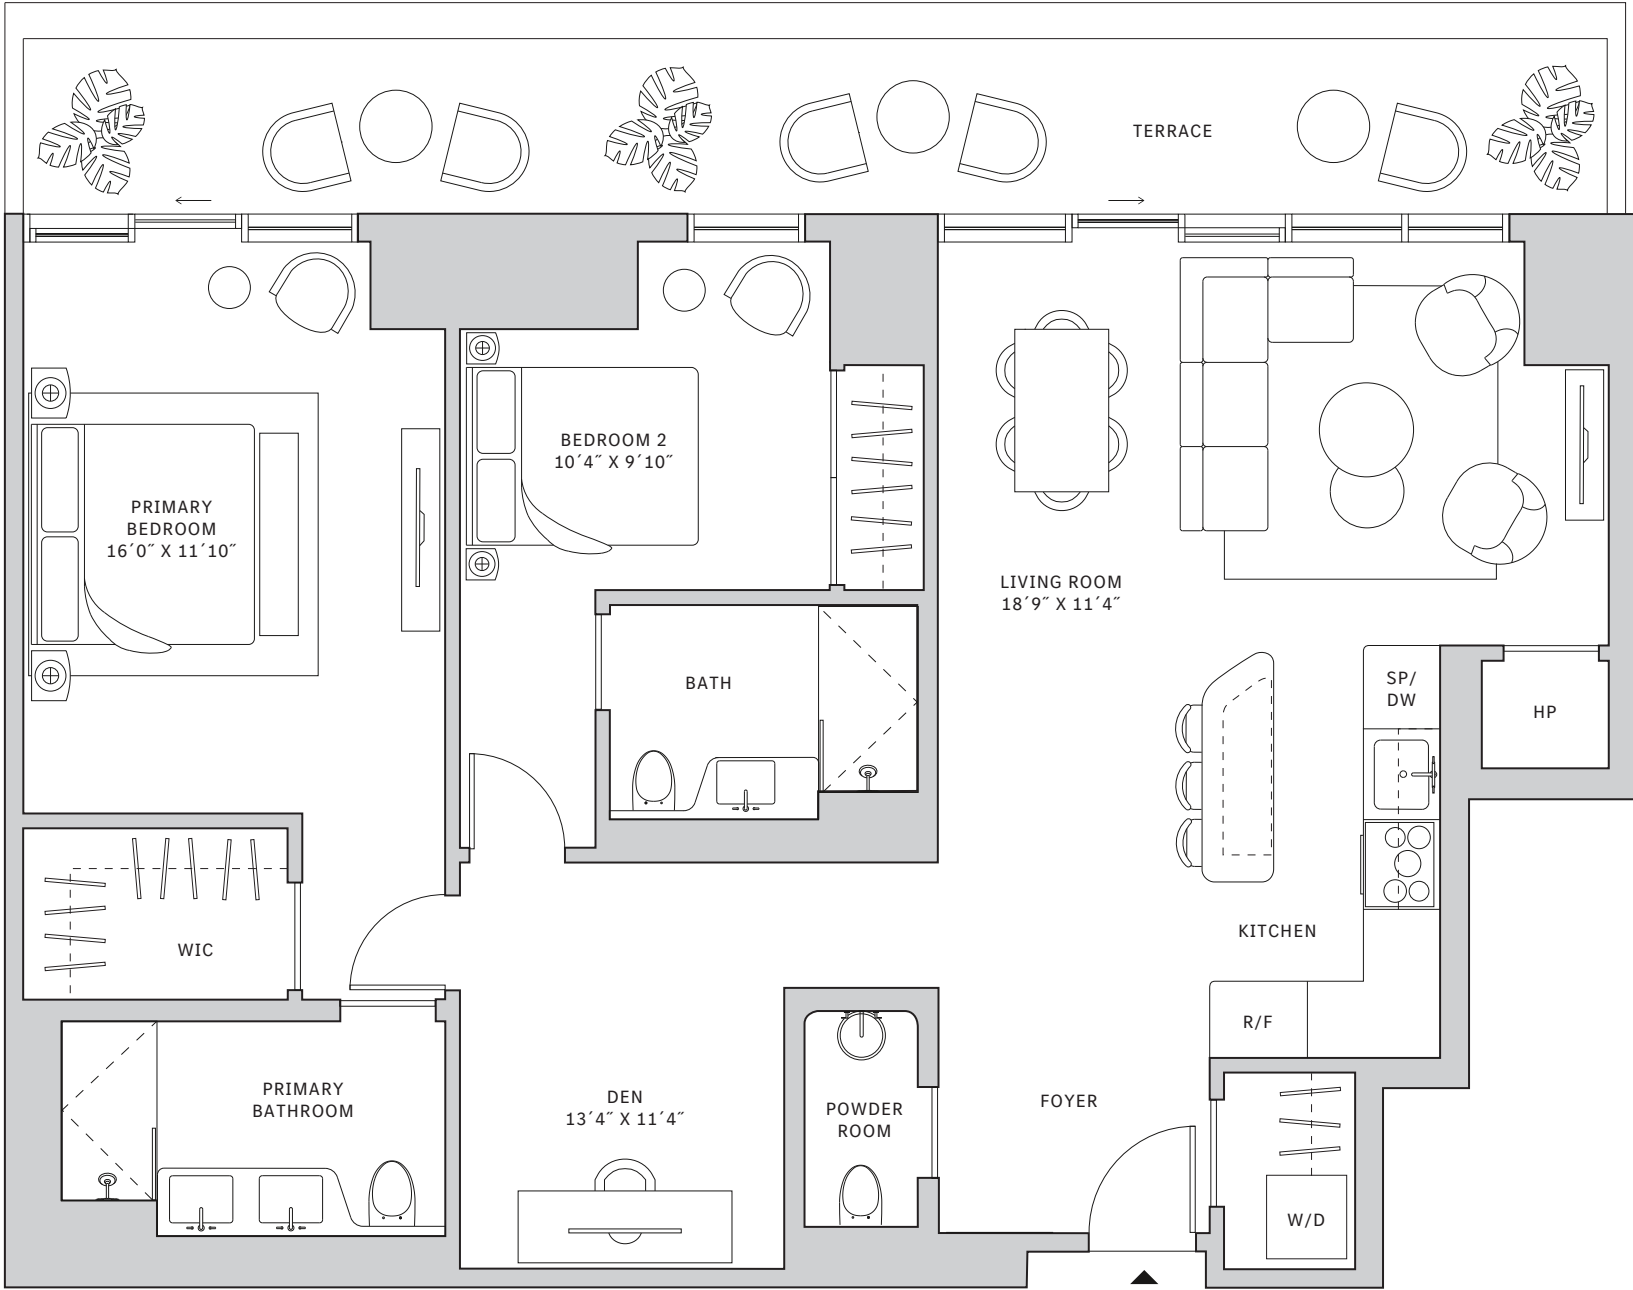 TERRACE
BEDROOM 2
10´4˝ X 9´10˝
PRIMARY
BEDROOM
16´0˝ X 11´10˝
LIVING ROOM
18´9˝ X 11´4˝
BATH
SP/
DW
HP
KITCHEN
WIC
R/F
PRIMARY
BATHROOM
DEN
13´4˝ X 11´4˝
POWDER
ROOM
FOYER
W/D